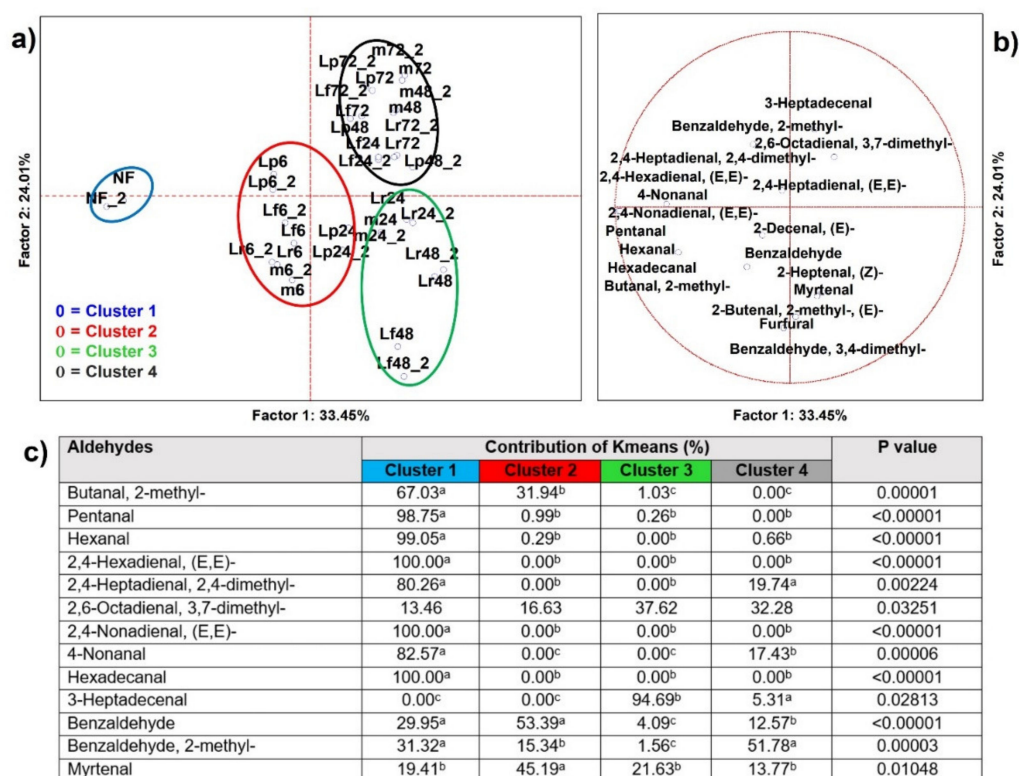 a)
Lp72_2
m72_2
m72
Lp72
Lf72_2
m48_2
m48
Lf72
Lr72_2
Lp48
Lf24
Lr72
Lf24_2
Lp48_2
NF
NF_2
Lp6
Lp6_2
Lr24
Lf6_2
Lp24
m24
Lr24_2
Lf6
m24_2
Lr6_2
Lr6
Lp24_2
Lr48_2
m6_2
Lr48
m6
Lf48
Lf48_2
0 = Cluster 1
0 = Cluster 2
0 = Cluster 3
0 = Cluster 4
Factor 2: 24.01%
Factor 1: 33.45%
b)
3-Heptadecenal
Benzaldehyde, 2-methyl-
2,6-Octadienal, 3,7-dimethyl-
2,4-Heptadienal, 2,4-dimethyl-
2,4-Hexadienal, (E,E)-
2,4-Heptadienal, (E,E)-
4-Nonanal
2,4-Nonadienal, (E,E)-
Pentanal
2-Decenal, (E)-
Hexanal
Benzaldehyde
Hexadecanal
2-Heptenal, (Z)-
Butanal, 2-methyl-
Myrtenal
2-Butenal, 2-methyl-, (E)-
Furfural
Benzaldehyde, 3,4-dimethyl-
Factor 2: 24.01%
Factor 1: 33.45%
c)
Aldehydes Contribution of Kmeans (%) P value
Cluster 1 Cluster 2 Cluster 3 Cluster 4
Butanal, 2-methyl- 67.03ᵃ 31.94ᵇ 1.03ᶜ 0.00ᶜ 0.00001
Pentanal 98.75ᵃ 0.99ᵇ 0.26ᵇ 0.00ᵇ <0.00001
Hexanal 99.05ᵃ 0.29ᵇ 0.00ᵇ 0.66ᵇ <0.00001
2,4-Hexadienal, (E,E)- 100.00ᵃ 0.00ᵇ 0.00ᵇ 0.00ᵇ <0.00001
2,4-Heptadienal, 2,4-dimethyl- 80.26ᵃ 0.00ᵇ 0.00ᵇ 19.74ᵃ 0.00224
2,6-Octadienal, 3,7-dimethyl- 13.46 16.63 37.62 32.28 0.03251
2,4-Nonadienal, (E,E)- 100.00ᵃ 0.00ᵇ 0.00ᵇ 0.00ᵇ <0.00001
4-Nonanal 82.57ᵃ 0.00ᶜ 0.00ᶜ 17.43ᵇ 0.00006
Hexadecanal 100.00ᵃ 0.00ᵇ 0.00ᵇ 0.00ᵇ <0.00001
3-Heptadecenal 0.00ᶜ 0.00ᶜ 94.69ᵇ 5.31ᵃ 0.02813
Benzaldehyde 29.95ᵃ 53.39ᵃ 4.09ᶜ 12.57ᵇ <0.00001
Benzaldehyde, 2-methyl- 31.32ᵃ 15.34ᵇ 1.56ᶜ 51.78ᵃ 0.00003
Myrtenal 19.41ᵇ 45.19ᵃ 21.63ᵇ 13.77ᵇ 0.01048